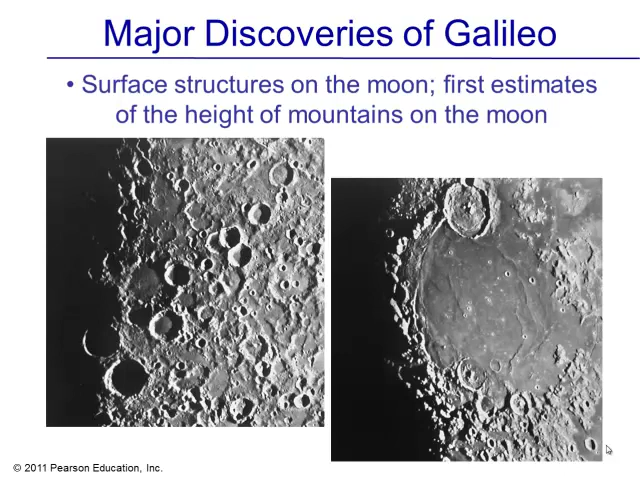 Major Discoveries of Galileo
• Surface structures on the moon; first estimates
of the height of mountains on the moon
© 2011 Pearson Education, Inc.